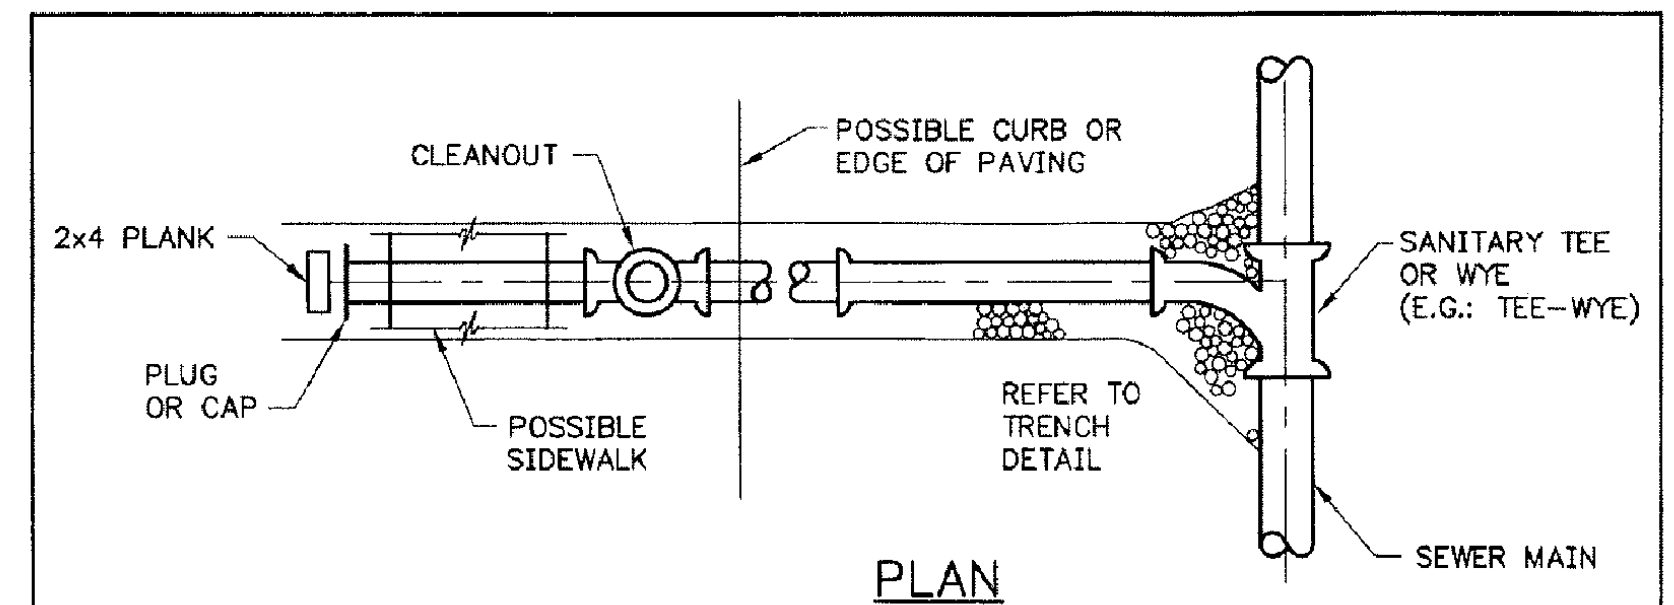 POSSIBLE CURB OR
EDGE OF PAVING
CLEANOUT
2x4 PLANK
SANITARY TEE
OR WYE
(E.G.: TEE-WYE)
PLUG
OR CAP
POSSIBLE
SIDEWALK
REFER TO
TRENCH
DETAIL
SEWER MAIN
PLAN